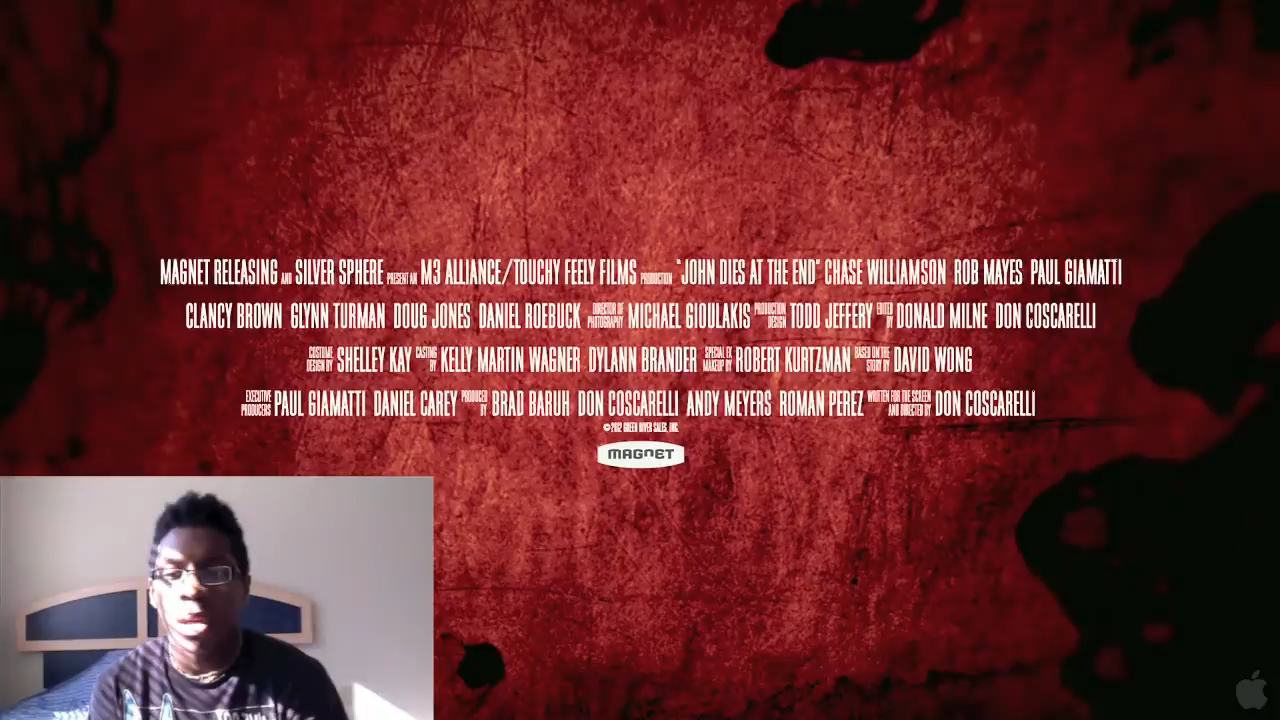 MAGNET RELEASING AND SILVER SPHERE PRESENT AN M3 ALLIANCE/TOUCHY FEELY FILMS PRODUCTION "JOHN DIES AT THE END" CHASE WILLIAMSON ROB MAYES PAUL GIAMATTI
CLANCY BROWN GLYNN TURMAN DOUG JONES DANIEL ROEBUCK DIRECTOR OF PHOTOGRAPHY MICHAEL GIOULAKIS PRODUCTION DESIGN TODD JEFFERY EDITED BY DONALD MILNE DON COSCARELLI
COSTUME DESIGN BY SHELLEY KAY CASTING BY KELLY MARTIN WAGNER DYLANN BRANDER SPECIAL FX MAKEUP BY ROBERT KURTZMAN BASED ON THE STORY BY DAVID WONG
EXECUTIVE PRODUCERS PAUL GIAMATTI DANIEL CAREY PRODUCED BY BRAD BARUH DON COSCARELLI ANDY MEYERS ROMAN PEREZ WRITTEN FOR THE SCREEN AND DIRECTED BY DON COSCARELLI
© 2012 GREEN RIVER SALES, INC.
MAGNET